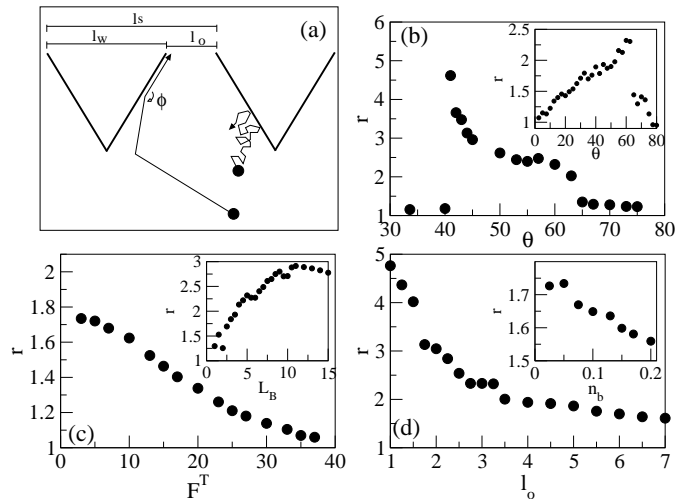 ls
lw
lo
(a)
ϕ
(b)
r
6
5
4
3
2
1
30 40 50 60 70 80
θ
r
2.5
2
1.5
1
0 20 40 60 80
θ
(c)
r
2
1.8
1.6
1.4
1.2
1
0 10 20 30 40
F^T
r
3
2.5
2
1.5
1
0 5 10 15
L_B
(d)
r
5
4
3
2
1
1 2 3 4 5 6 7
l_o
r
1.7
1.6
1.5
0 0.1 0.2
n_b